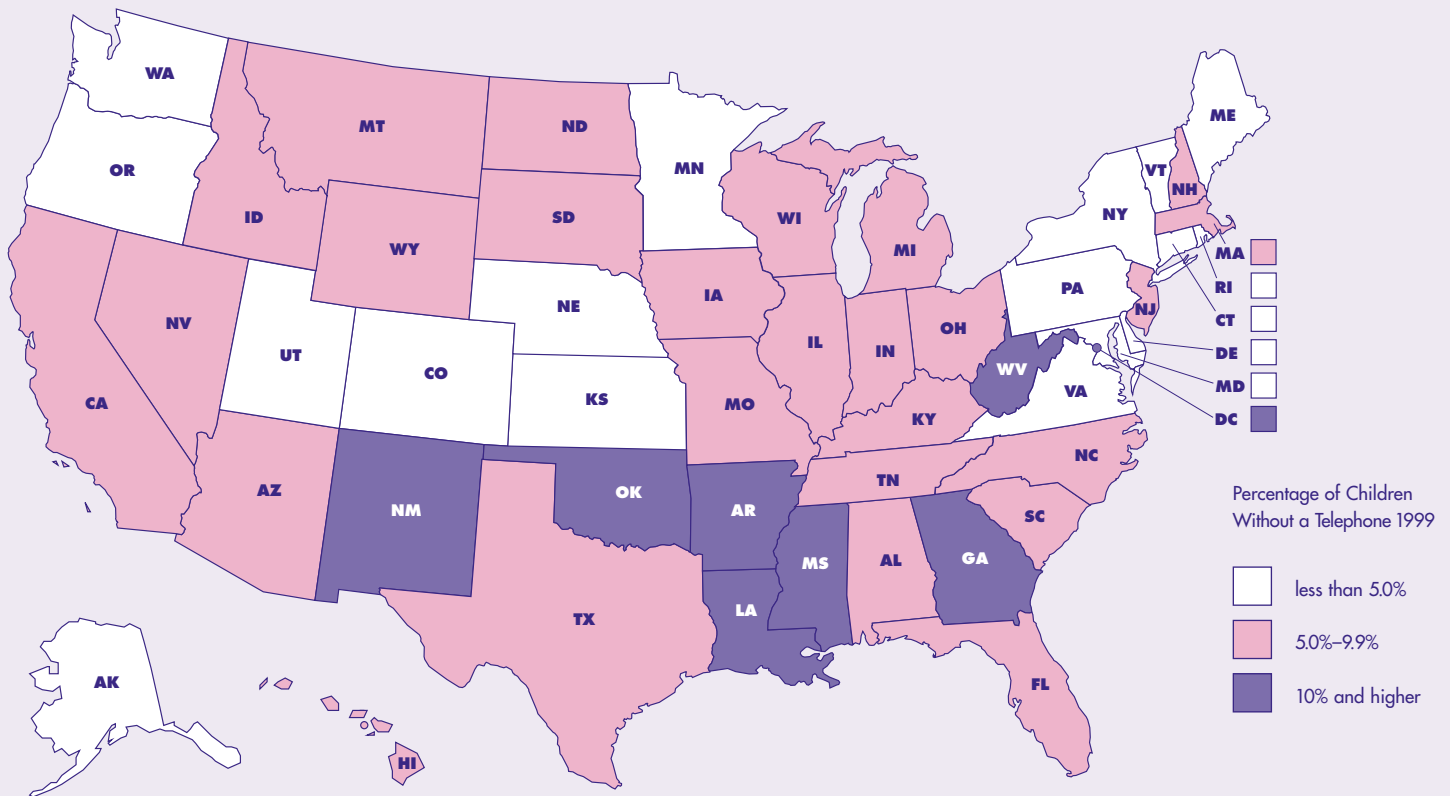 WA
OR
CA
NV
ID
MT
WY
UT
CO
AZ
NM
ND
SD
NE
KS
OK
TX
MN
IA
MO
AR
LA
WI
IL
MI
IN
OH
KY
TN
MS
AL
GA
FL
SC
NC
VA
WV
PA
NY
VT
NH
ME
NJ
MA
RI
CT
DE
MD
DC
AK
HI
Percentage of Children
Without a Telephone 1999
less than 5.0%
5.0%–9.9%
10% and higher